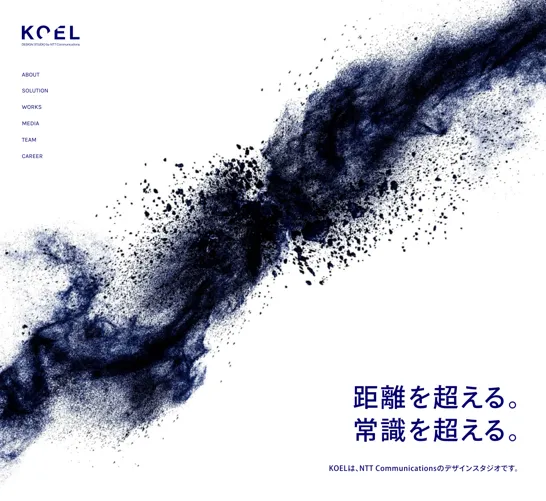 KOEL
DESIGN STUDIO by NTT Communications
ABOUT
SOLUTION
WORKS
MEDIA
TEAM
CAREER
距離を超える。
常識を超える。
KOELは、NTT Communicationsのデザインスタジオです。